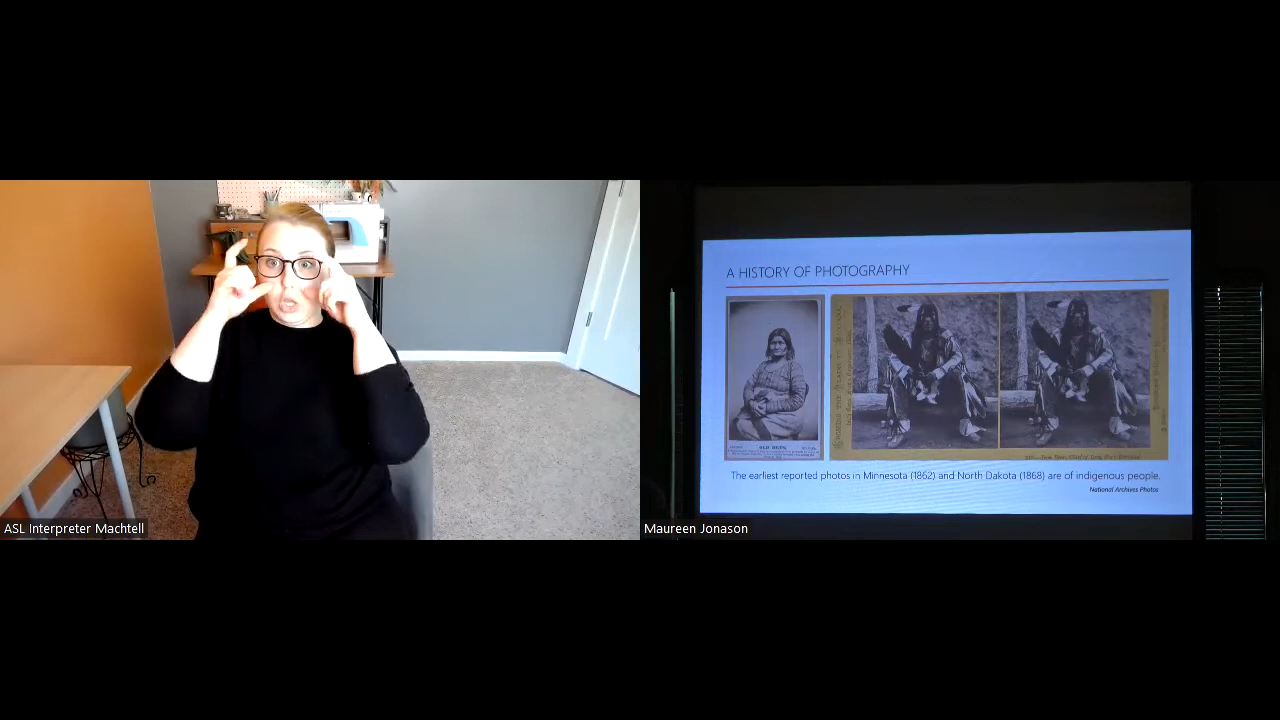 A HISTORY OF PHOTOGRAPHY
OLD BETS.
The earliest reported photos in Minnesota (1862) and North Dakota (1868) are of indigenous people.
National Archives Photos
ASL Interpreter Machtell
Maureen Jonason